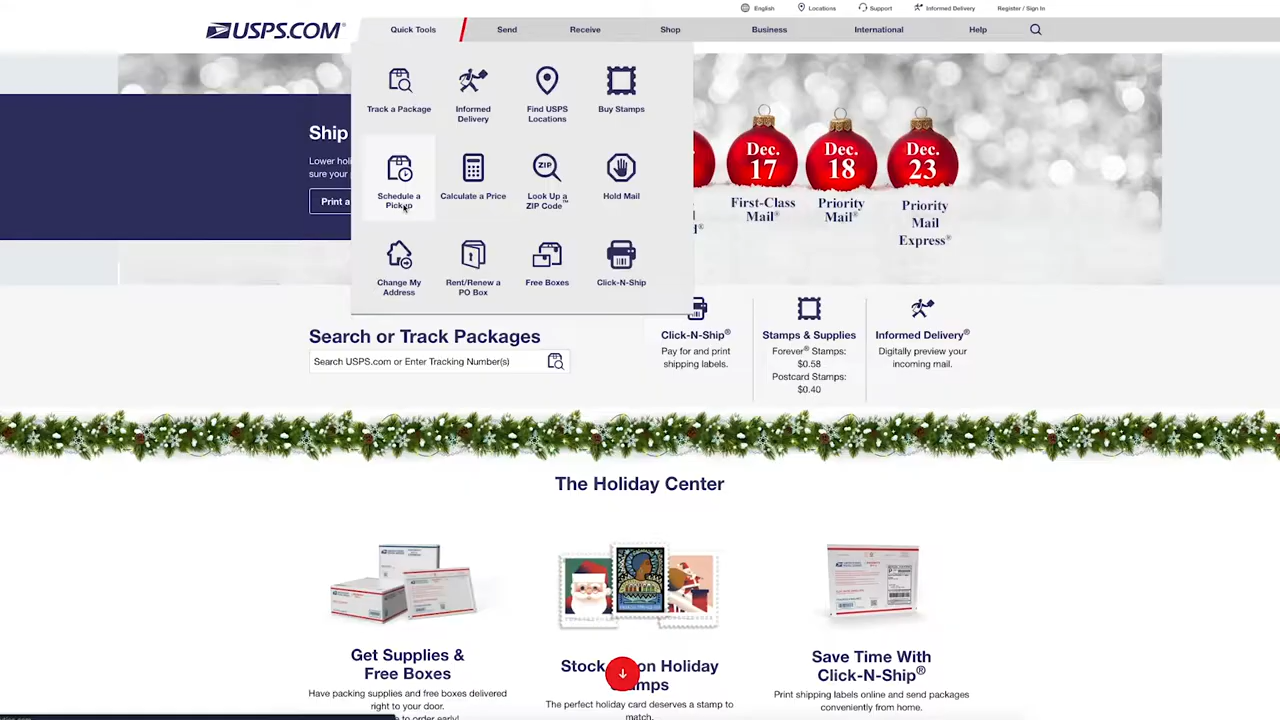 English
Locations
Support
Informed Delivery
Register / Sign In
USPS.COM®
Quick Tools
Send
Receive
Shop
Business
International
Help
Track a Package
Informed
Delivery
Find USPS
Locations
Buy Stamps
Schedule a
Pickup
Calculate a Price
ZIP
Look Up a
ZIP Code™
Hold Mail
Change My
Address
Rent/Renew a
PO Box
Free Boxes
Click-N-Ship
Ship
Lower holi
sure your
Print a
Dec.
17
First-Class
Mail®
Dec.
18
Priority
Mail®
Dec.
23
Priority
Mail
Express®
Search or Track Packages
Search USPS.com or Enter Tracking Number(s)
Click-N-Ship®
Pay for and print
shipping labels.
Stamps & Supplies
Forever® Stamps:
$0.58
Postcard Stamps:
$0.40
Informed Delivery®
Digitally preview your
incoming mail.
The Holiday Center
Get Supplies &
Free Boxes
Have packing supplies and free boxes delivered
right to your door.
to order early!
Stock on Holiday
Save Time With
Click-N-Ship®
Print shipping labels online and send packages
conveniently from home.
The perfect holiday card deserves a stamp to
match.